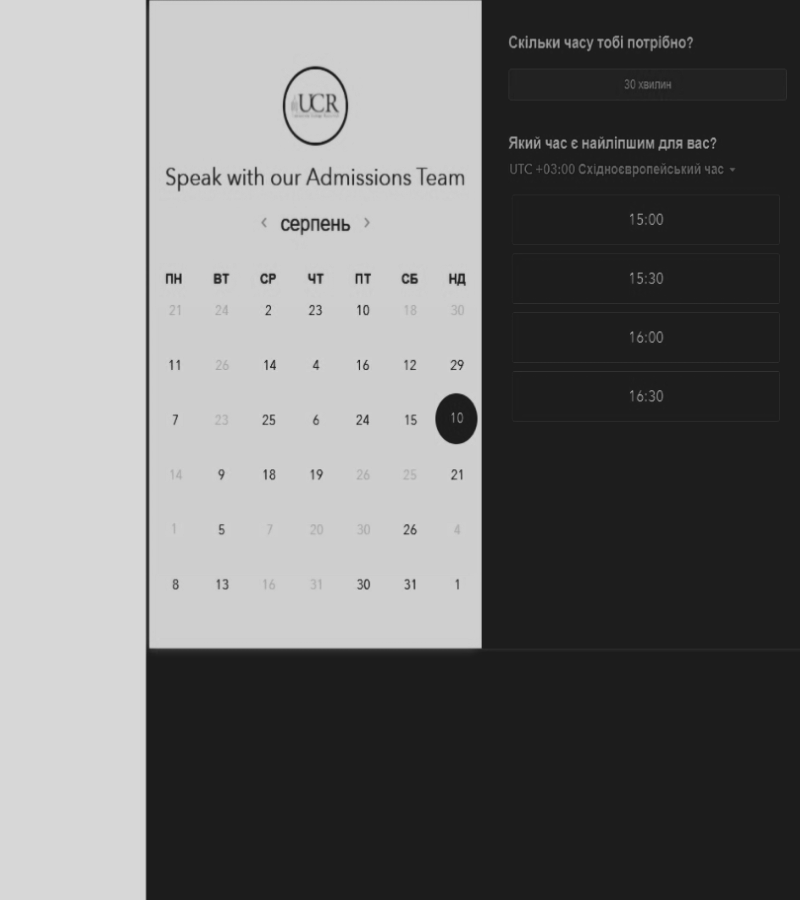 UCR
Speak with our Admissions Team
< серпень >
ПН ВТ СР ЧТ ПТ СБ НД
21 24 2 23 10 18 30
11 26 14 4 16 12 29
7 23 25 6 24 15 10
14 9 18 19 26 25 21
1 5 7 20 30 26 4
8 13 16 31 30 31 1
Скільки часу тобі потрібно?
30 хвилин
Який час є найліпшим для вас?
UTC +03:00 Східноєвропейський час
15:00
15:30
16:00
16:30